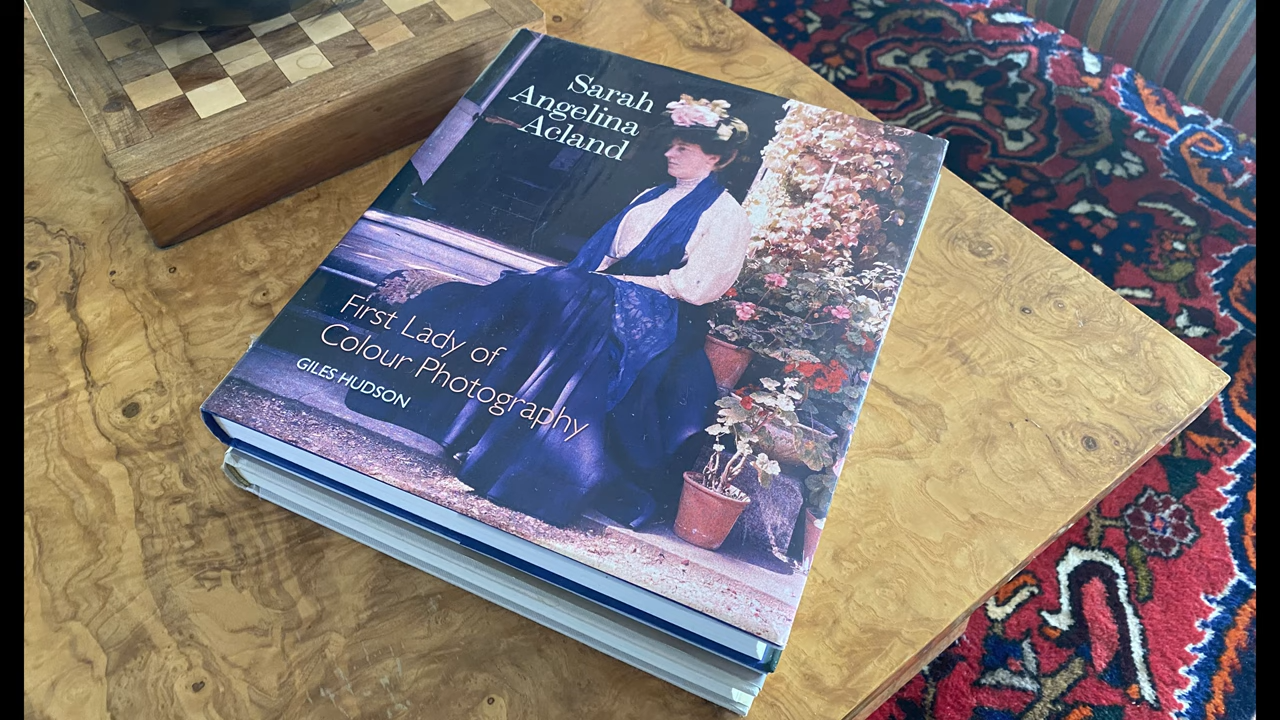 Sarah
Angelina
Acland
First Lady of
Colour Photography
GILES HUDSON